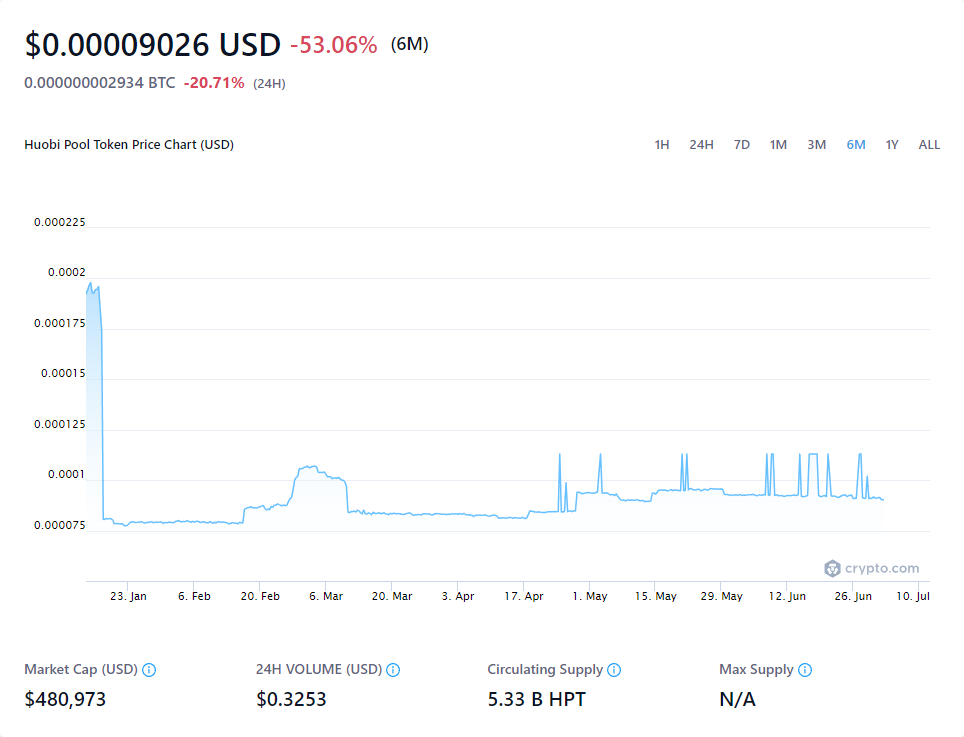 $0.00009026 USD -53.06% (6M)
0.000000002934 BTC -20.71% (24H)
Huobi Pool Token Price Chart (USD) 1H 24H 7D 1M 3M 6M 1Y ALL
0.000225
0.0002
0.000175
0.00015
0.000125
0.0001
0.000075
crypto.com
23. Jan 6. Feb 20. Feb 6. Mar 20. Mar 3. Apr 17. Apr 1. May 15. May 29. May 12. Jun 26. Jun 10. Jul
Market Cap (USD) 24H VOLUME (USD) Circulating Supply Max Supply
$480,973 $0.3253 5.33 B HPT N/A